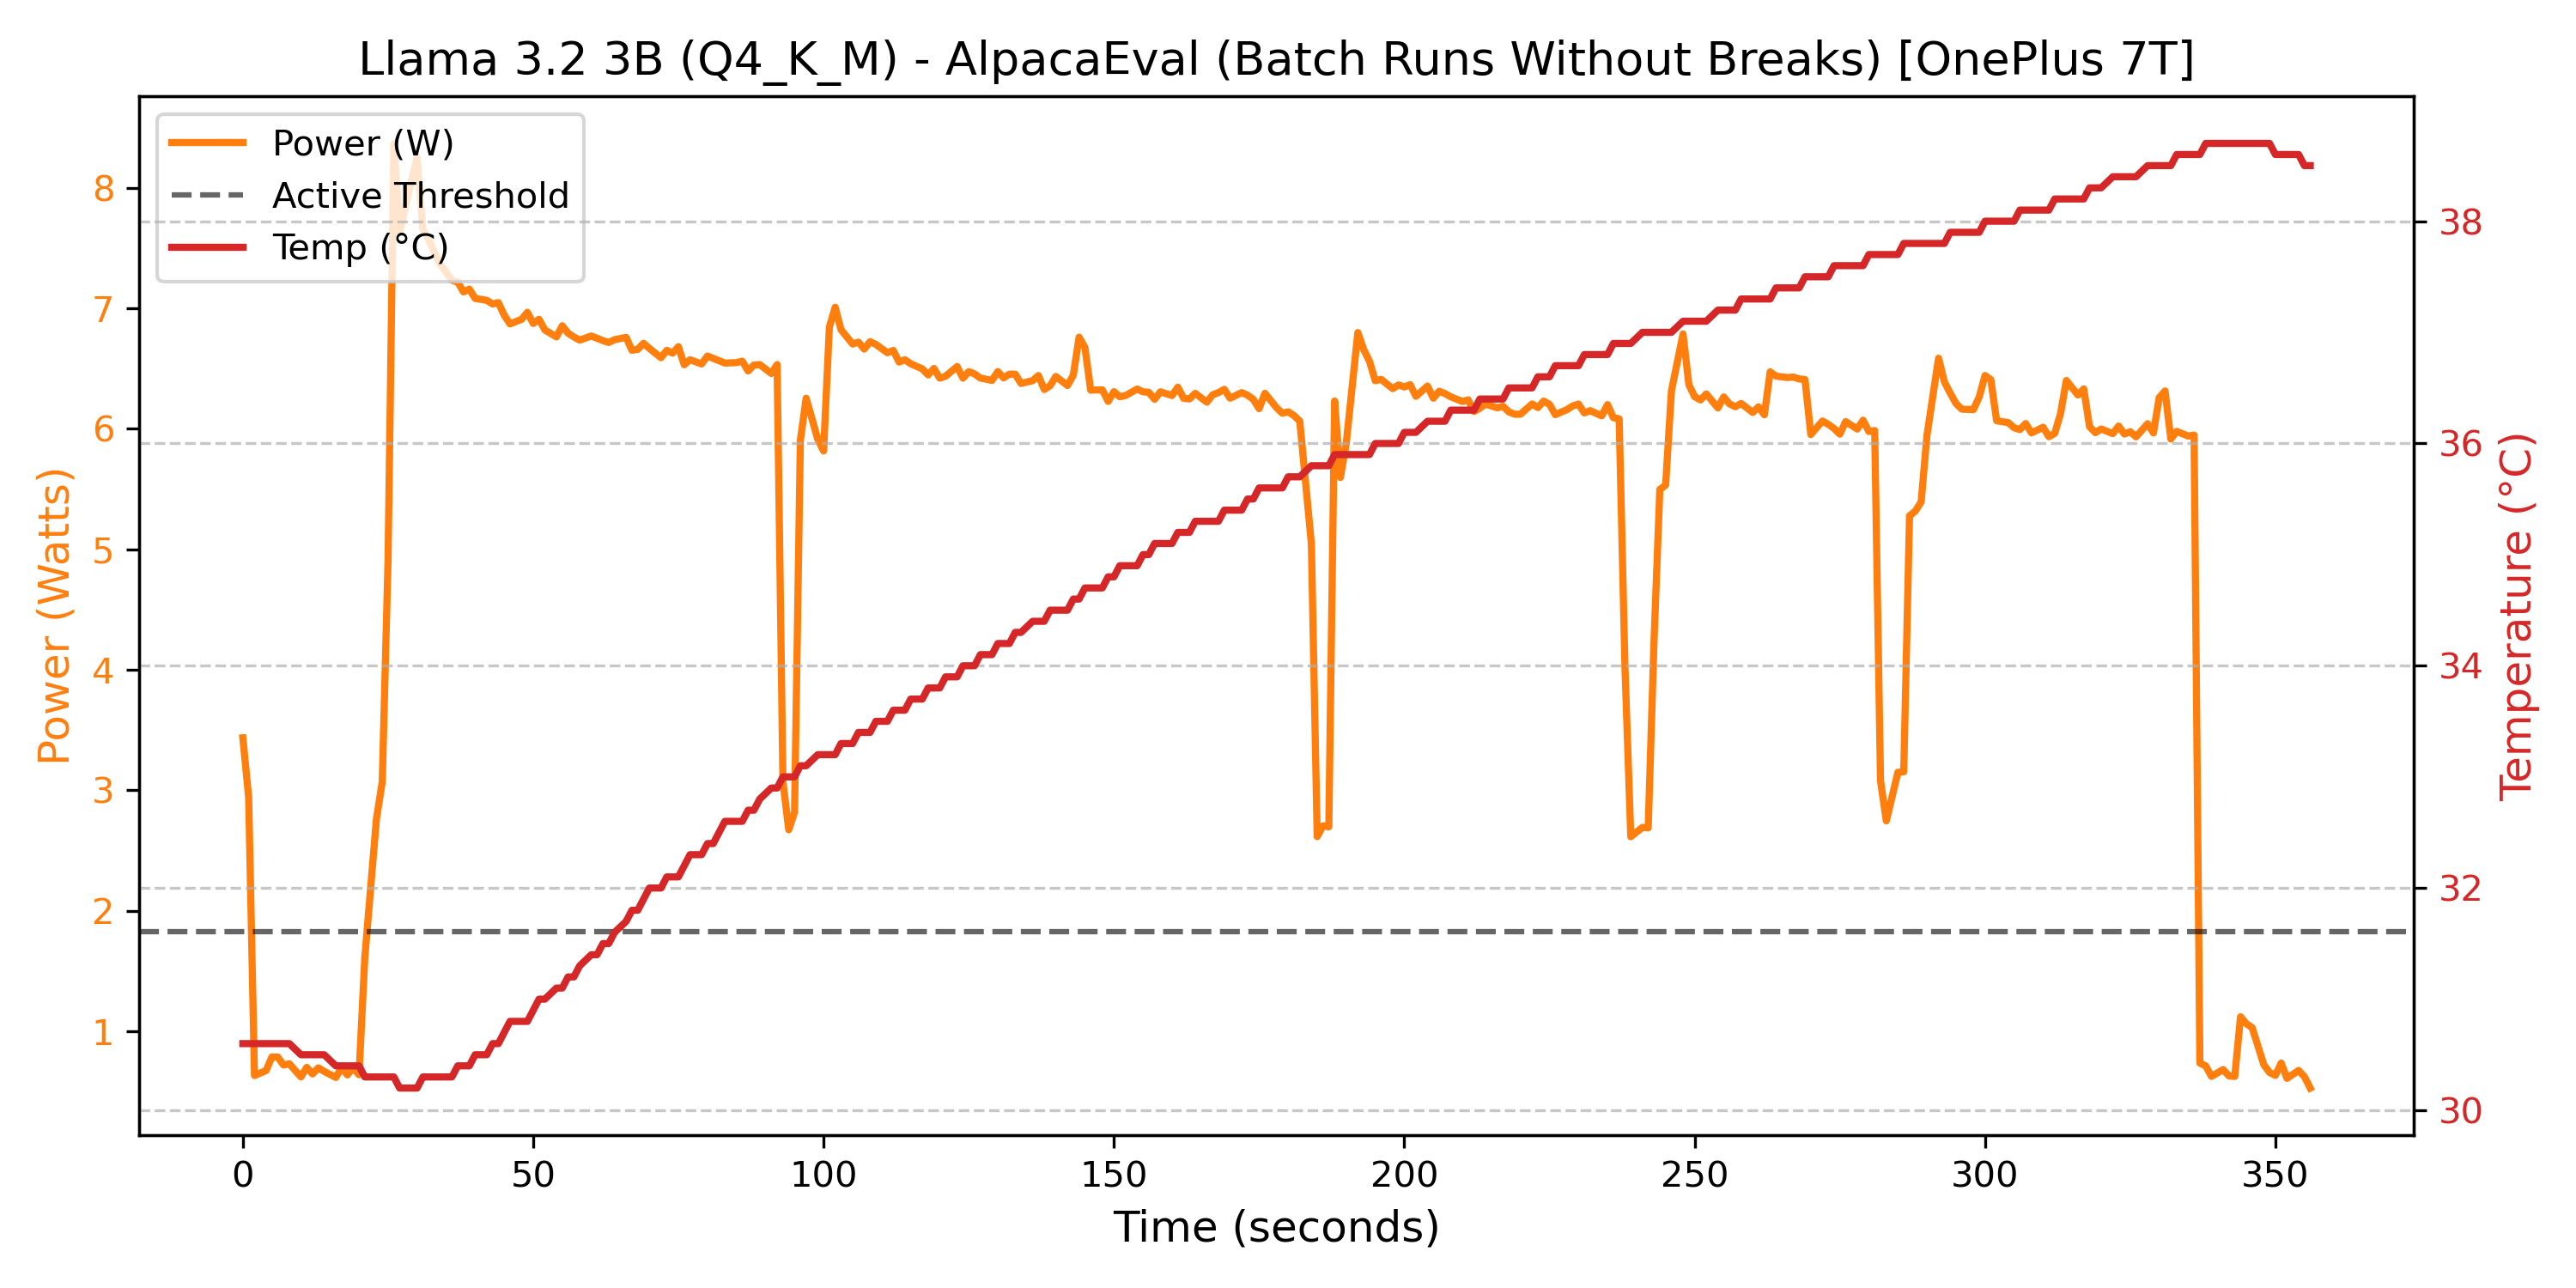 Llama 3.2 3B (Q4_K_M) - AlpacaEval (Batch Runs Without Breaks) [OnePlus 7T]
Power (W)
Active Threshold
Temp (°C)
Power (Watts)
8
7
6
5
4
3
2
1
38
36
34
32
30
Temperature (°C)
0 50 100 150 200 250 300 350
Time (seconds)